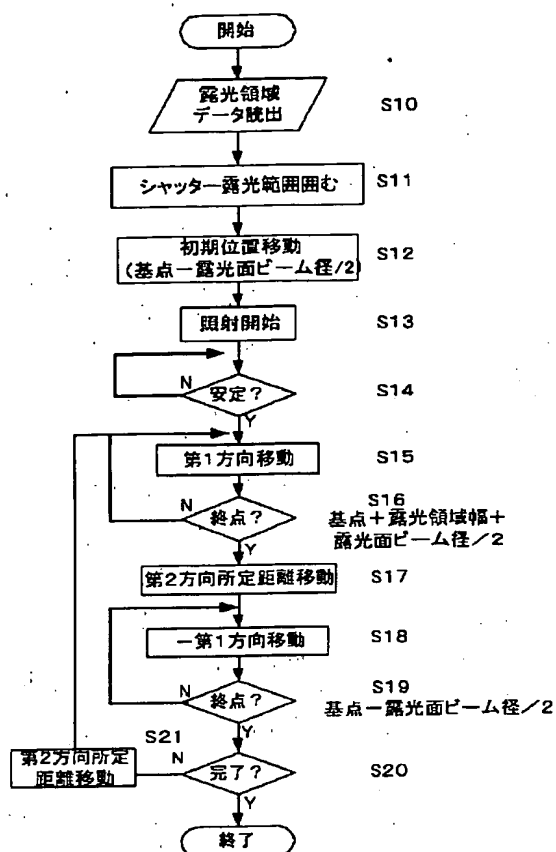 開始
露光領域
データ読出
S10
シャッター露光範囲囲む
S11
初期位置移動
(基点－露光面ビーム径/2)
S12
照射開始
S13
N
安定？
S14
Y
第1方向移動
S15
N
終点？
Y
S16
基点＋露光領域幅＋
露光面ビーム径／2
第2方向所定距離移動
S17
－第1方向移動
S18
N
終点？
Y
S19
基点－露光面ビーム径／2
S21
第2方向所定
距離移動
N
完了？
S20
Y
終了